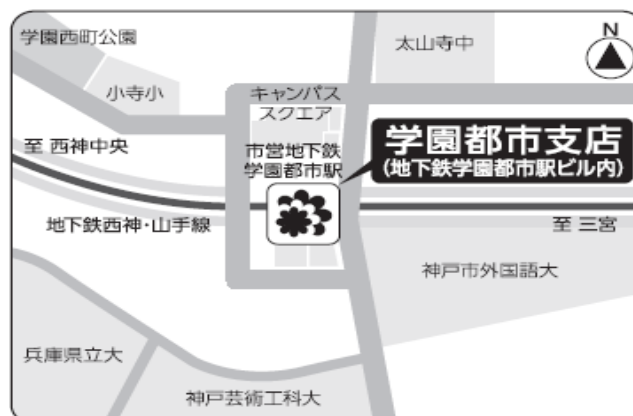 学園西町公園
太山寺中
N
小寺小
キャンパス
スクエア
学園都市支店
(地下鉄学園都市駅ビル内)
至 西神中央
市営地下鉄
学園都市駅
地下鉄西神・山手線
至 三宮
神戸市外国語大
兵庫県立大
神戸芸術工科大